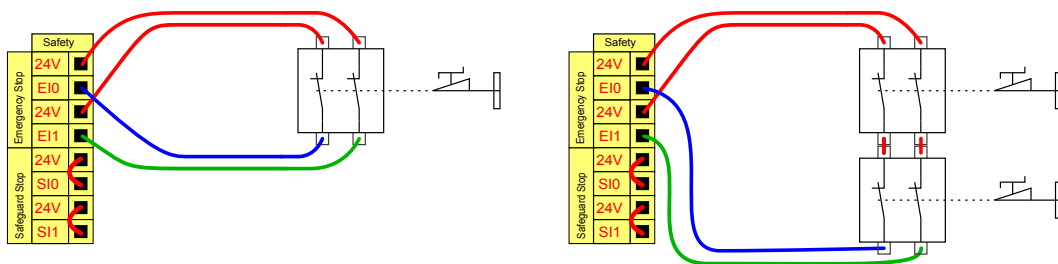 Safety
Emergency Stop
24V
EI0
24V
EI1
Safeguard Stop
24V
SI0
24V
SI1
Safety
Emergency Stop
24V
EI0
24V
EI1
Safeguard Stop
24V
SI0
24V
SI1